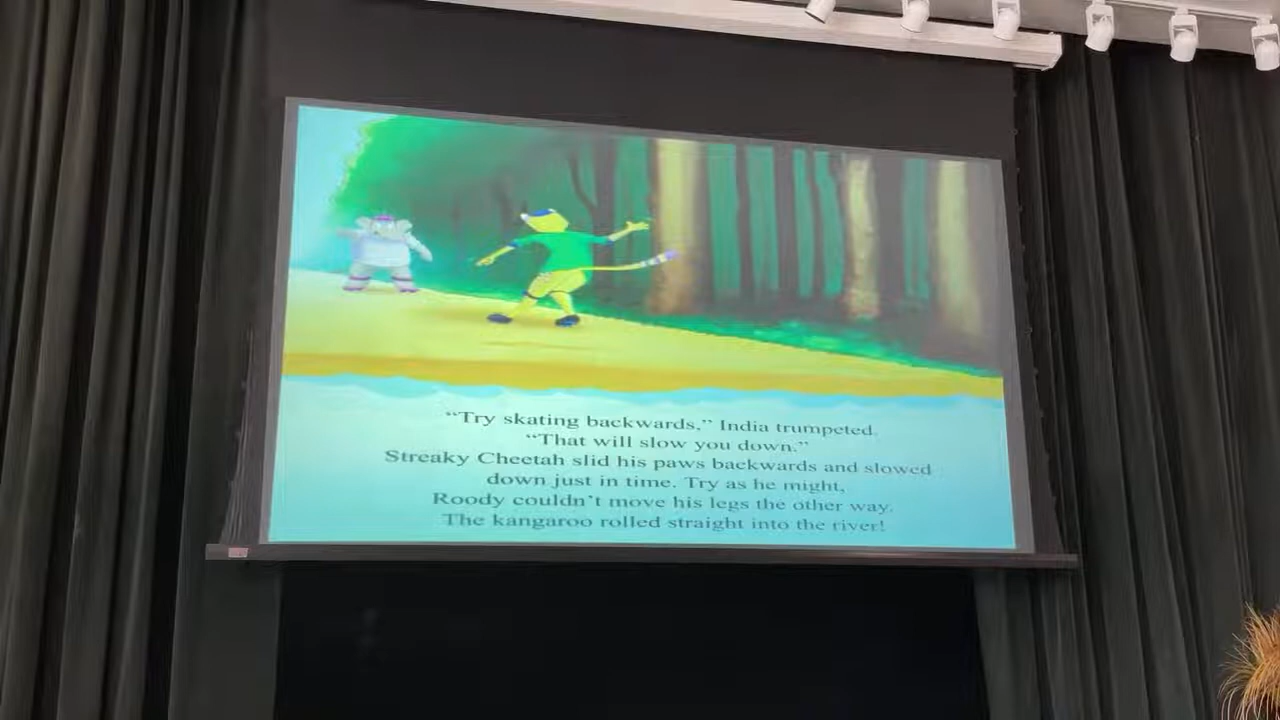 “Try skating backwards,” India trumpeted.
“That will slow you down.”
Streaky Cheetah slid his paws backwards and slowed
down just in time. Try as he might,
Roody couldn’t move his legs the other way.
The kangaroo rolled straight into the river!